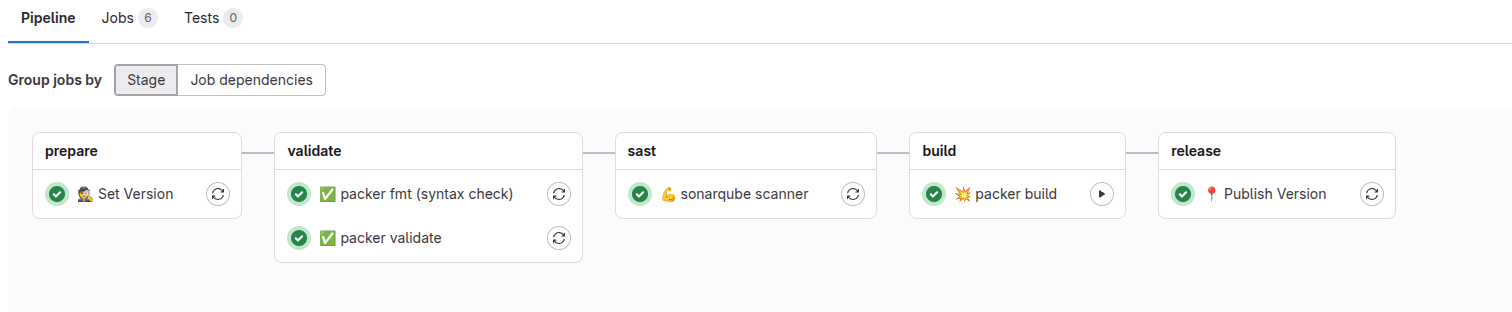 Pipeline Jobs 6 Tests 0
Group jobs by Stage Job dependencies
prepare
🕵️ Set Version
validate
✅ packer fmt (syntax check)
✅ packer validate
sast
💪 sonarqube scanner
build
💥 packer build
release
📍 Publish Version